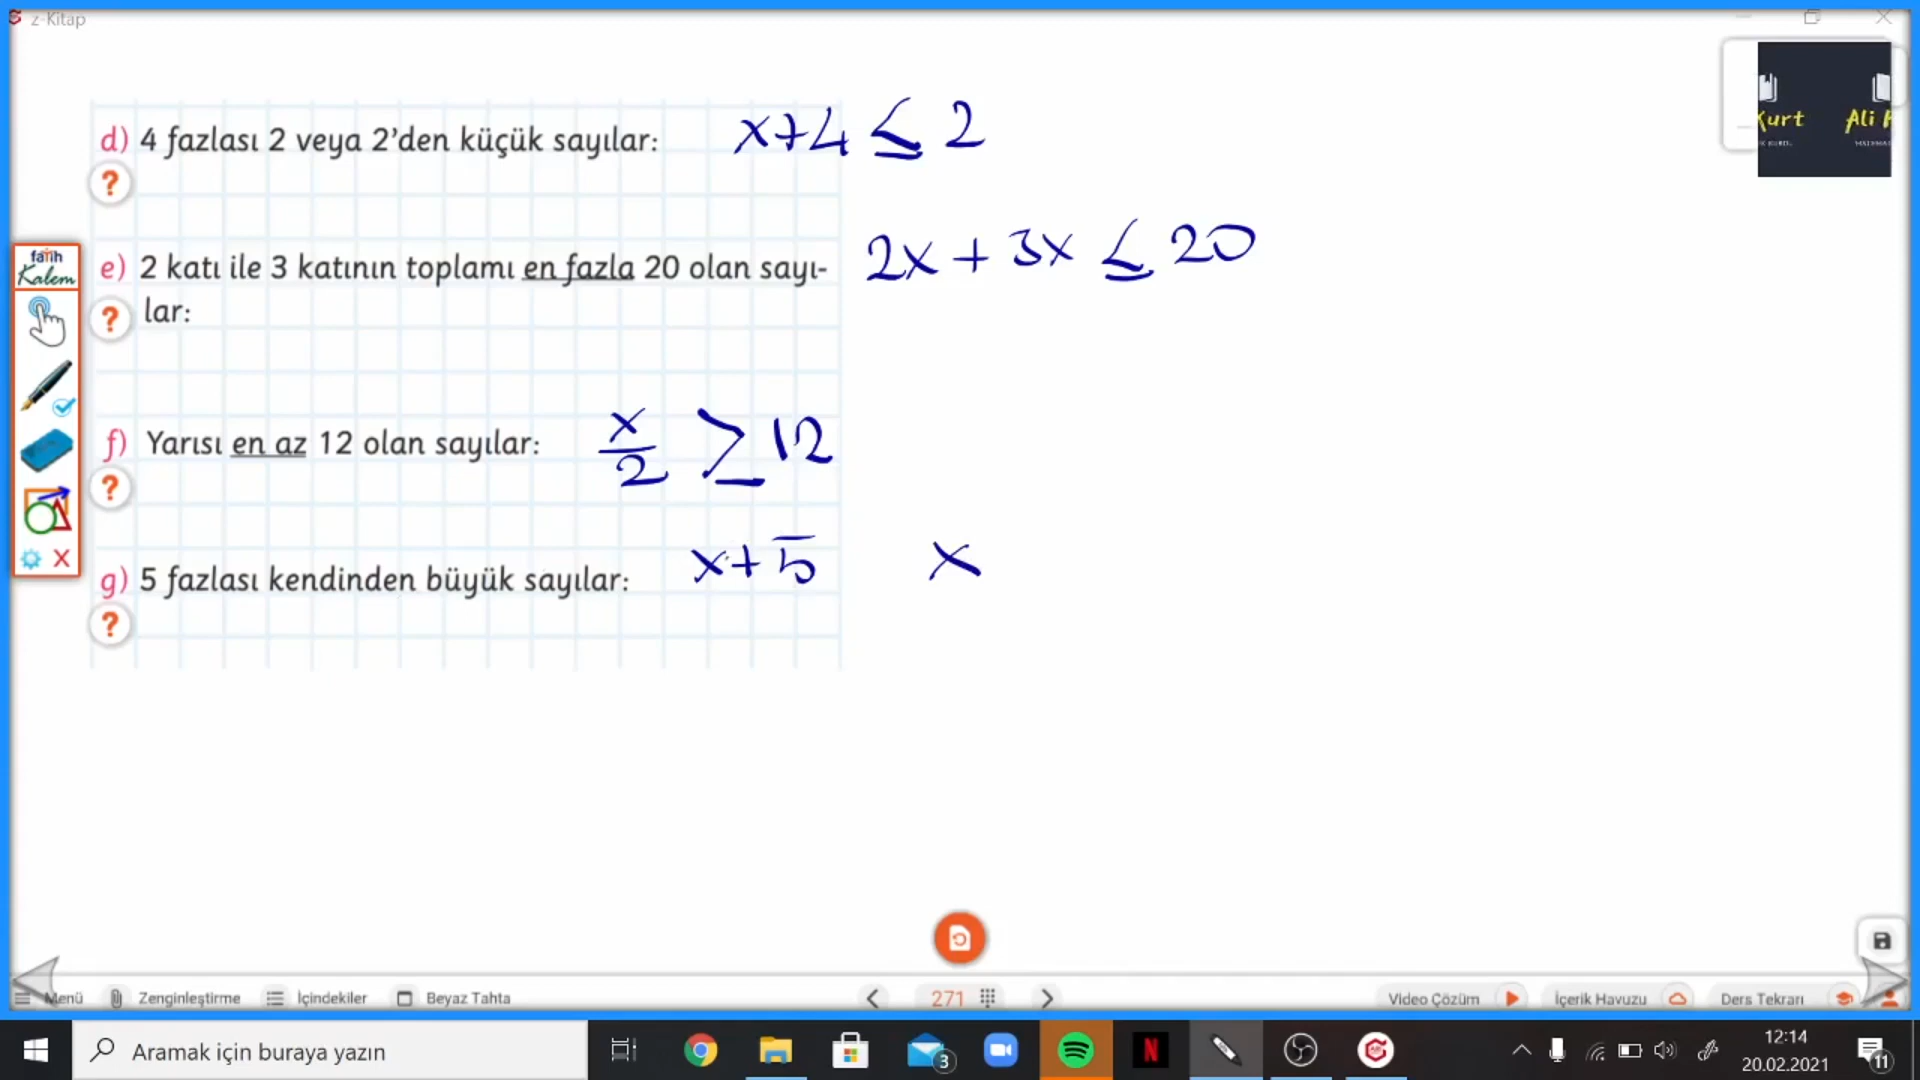 z-Kitap
d) 4 fazlası 2 veya 2'den küçük sayılar: x+4 ≤ 2
?
Kurt Ali
fatih
Kalem
e) 2 katı ile 3 katının toplamı en fazla 20 olan sayı- 2x + 3x ≤ 20
? lar:
f) Yarısı en az 12 olan sayılar: x/2 ≥ 12
?
g) 5 fazlası kendinden büyük sayılar: x+5 x
?
Menü Zenginleştirme İçindekiler Beyaz Tahta 271 Video Çözüm İçerik Havuzu Ders Tekrarı
Aramak için buraya yazın 3 N 12:14
20.02.2021 11